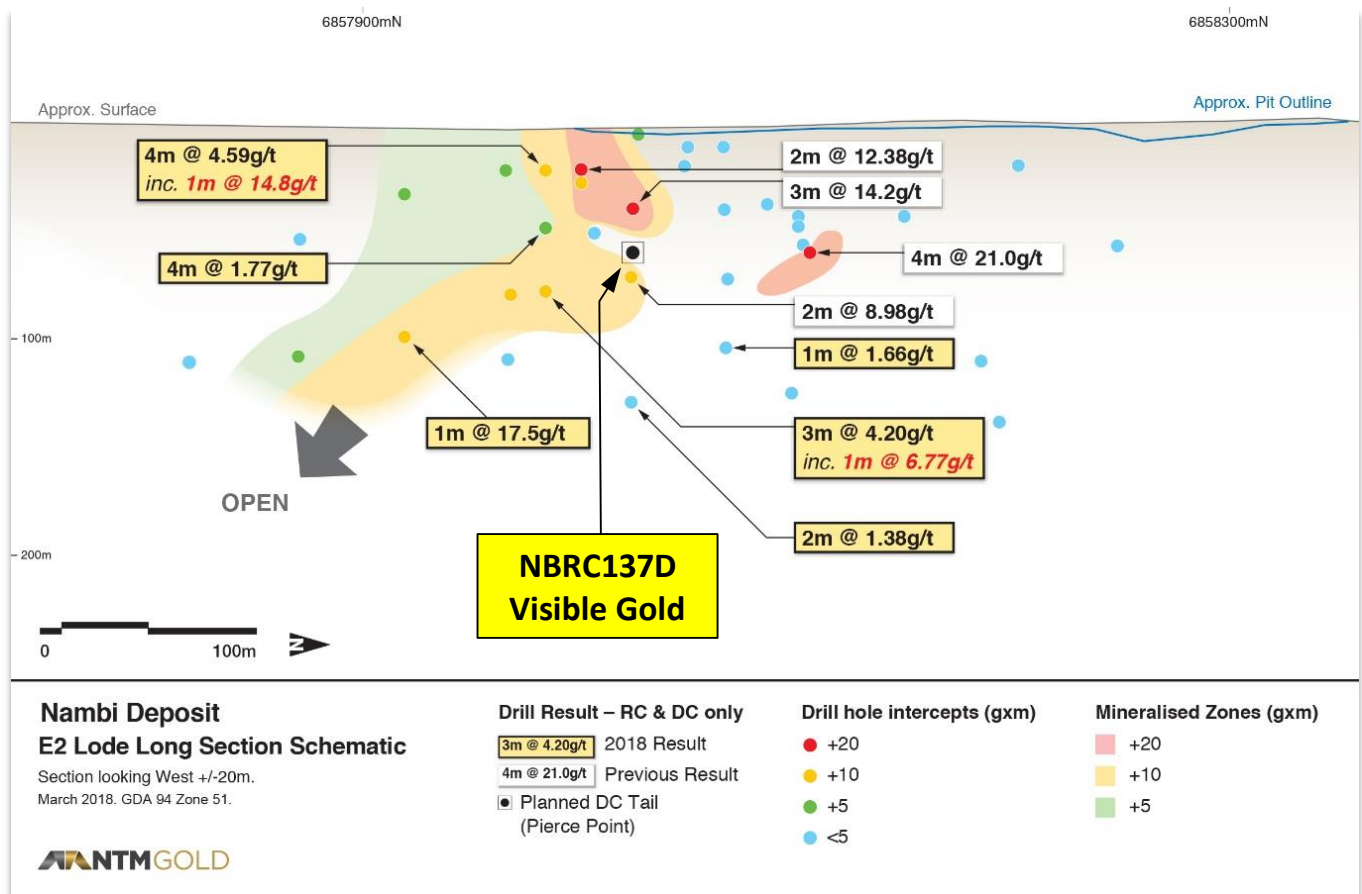 6857900mN
6858300mN
Approx. Surface
Approx. Pit Outline
4m @ 4.59g/t
inc. 1m @ 14.8g/t
2m @ 12.38g/t
3m @ 14.2g/t
4m @ 1.77g/t
4m @ 21.0g/t
2m @ 8.98g/t
100m
1m @ 1.66g/t
1m @ 17.5g/t
3m @ 4.20g/t
inc. 1m @ 6.77g/t
OPEN
2m @ 1.38g/t
200m
NBRC137D
Visible Gold
0
100m
N
Nambi Deposit
E2 Lode Long Section Schematic
Section looking West +/-20m.
March 2018. GDA 94 Zone 51.
NTMGOLD
Drill Result – RC & DC only
3m @ 4.20g/t 2018 Result
4m @ 21.0g/t Previous Result
Planned DC Tail
(Pierce Point)
Drill hole intercepts (gxm)
+20
+10
+5
<5
Mineralised Zones (gxm)
+20
+10
+5